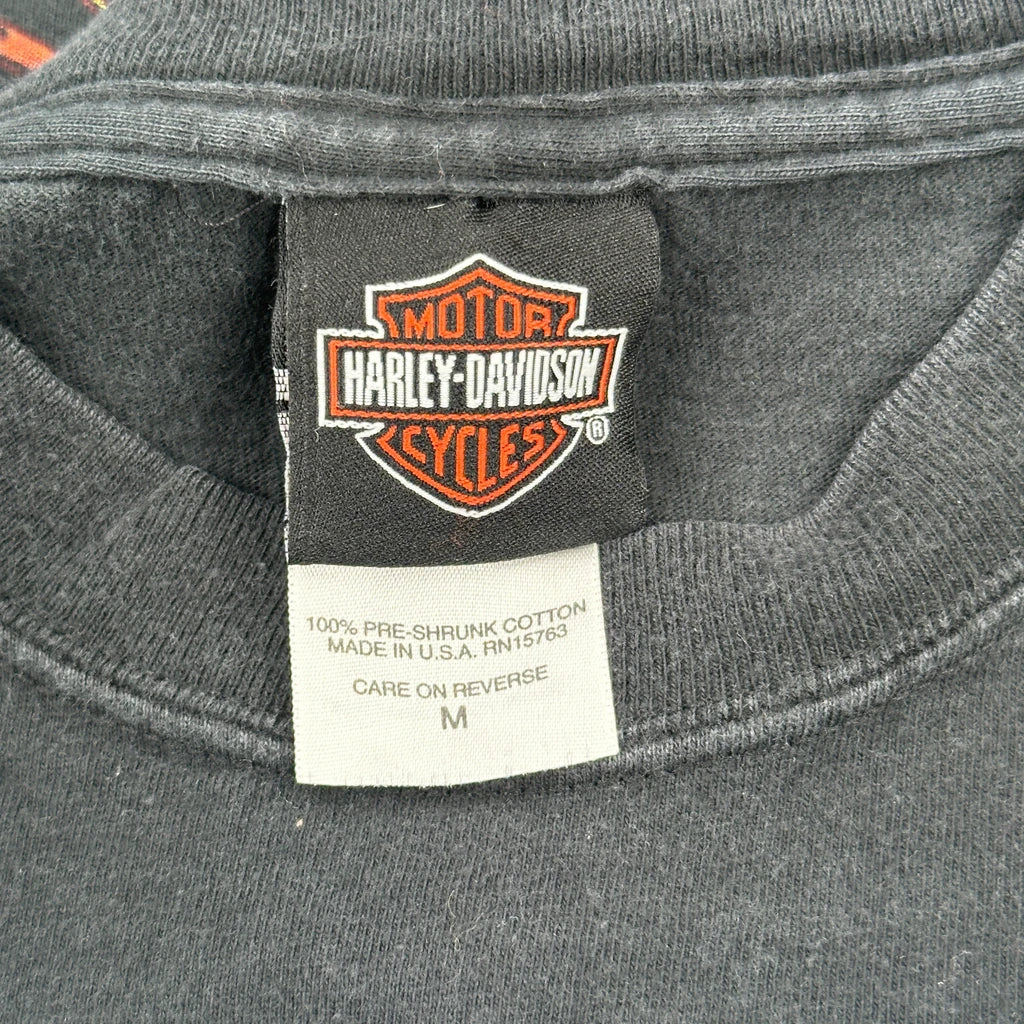 MOTOR
HARLEY-DAVIDSON
CYCLES
®
100% PRE-SHRUNK COTTON
MADE IN U.S.A. RN15763
CARE ON REVERSE
M